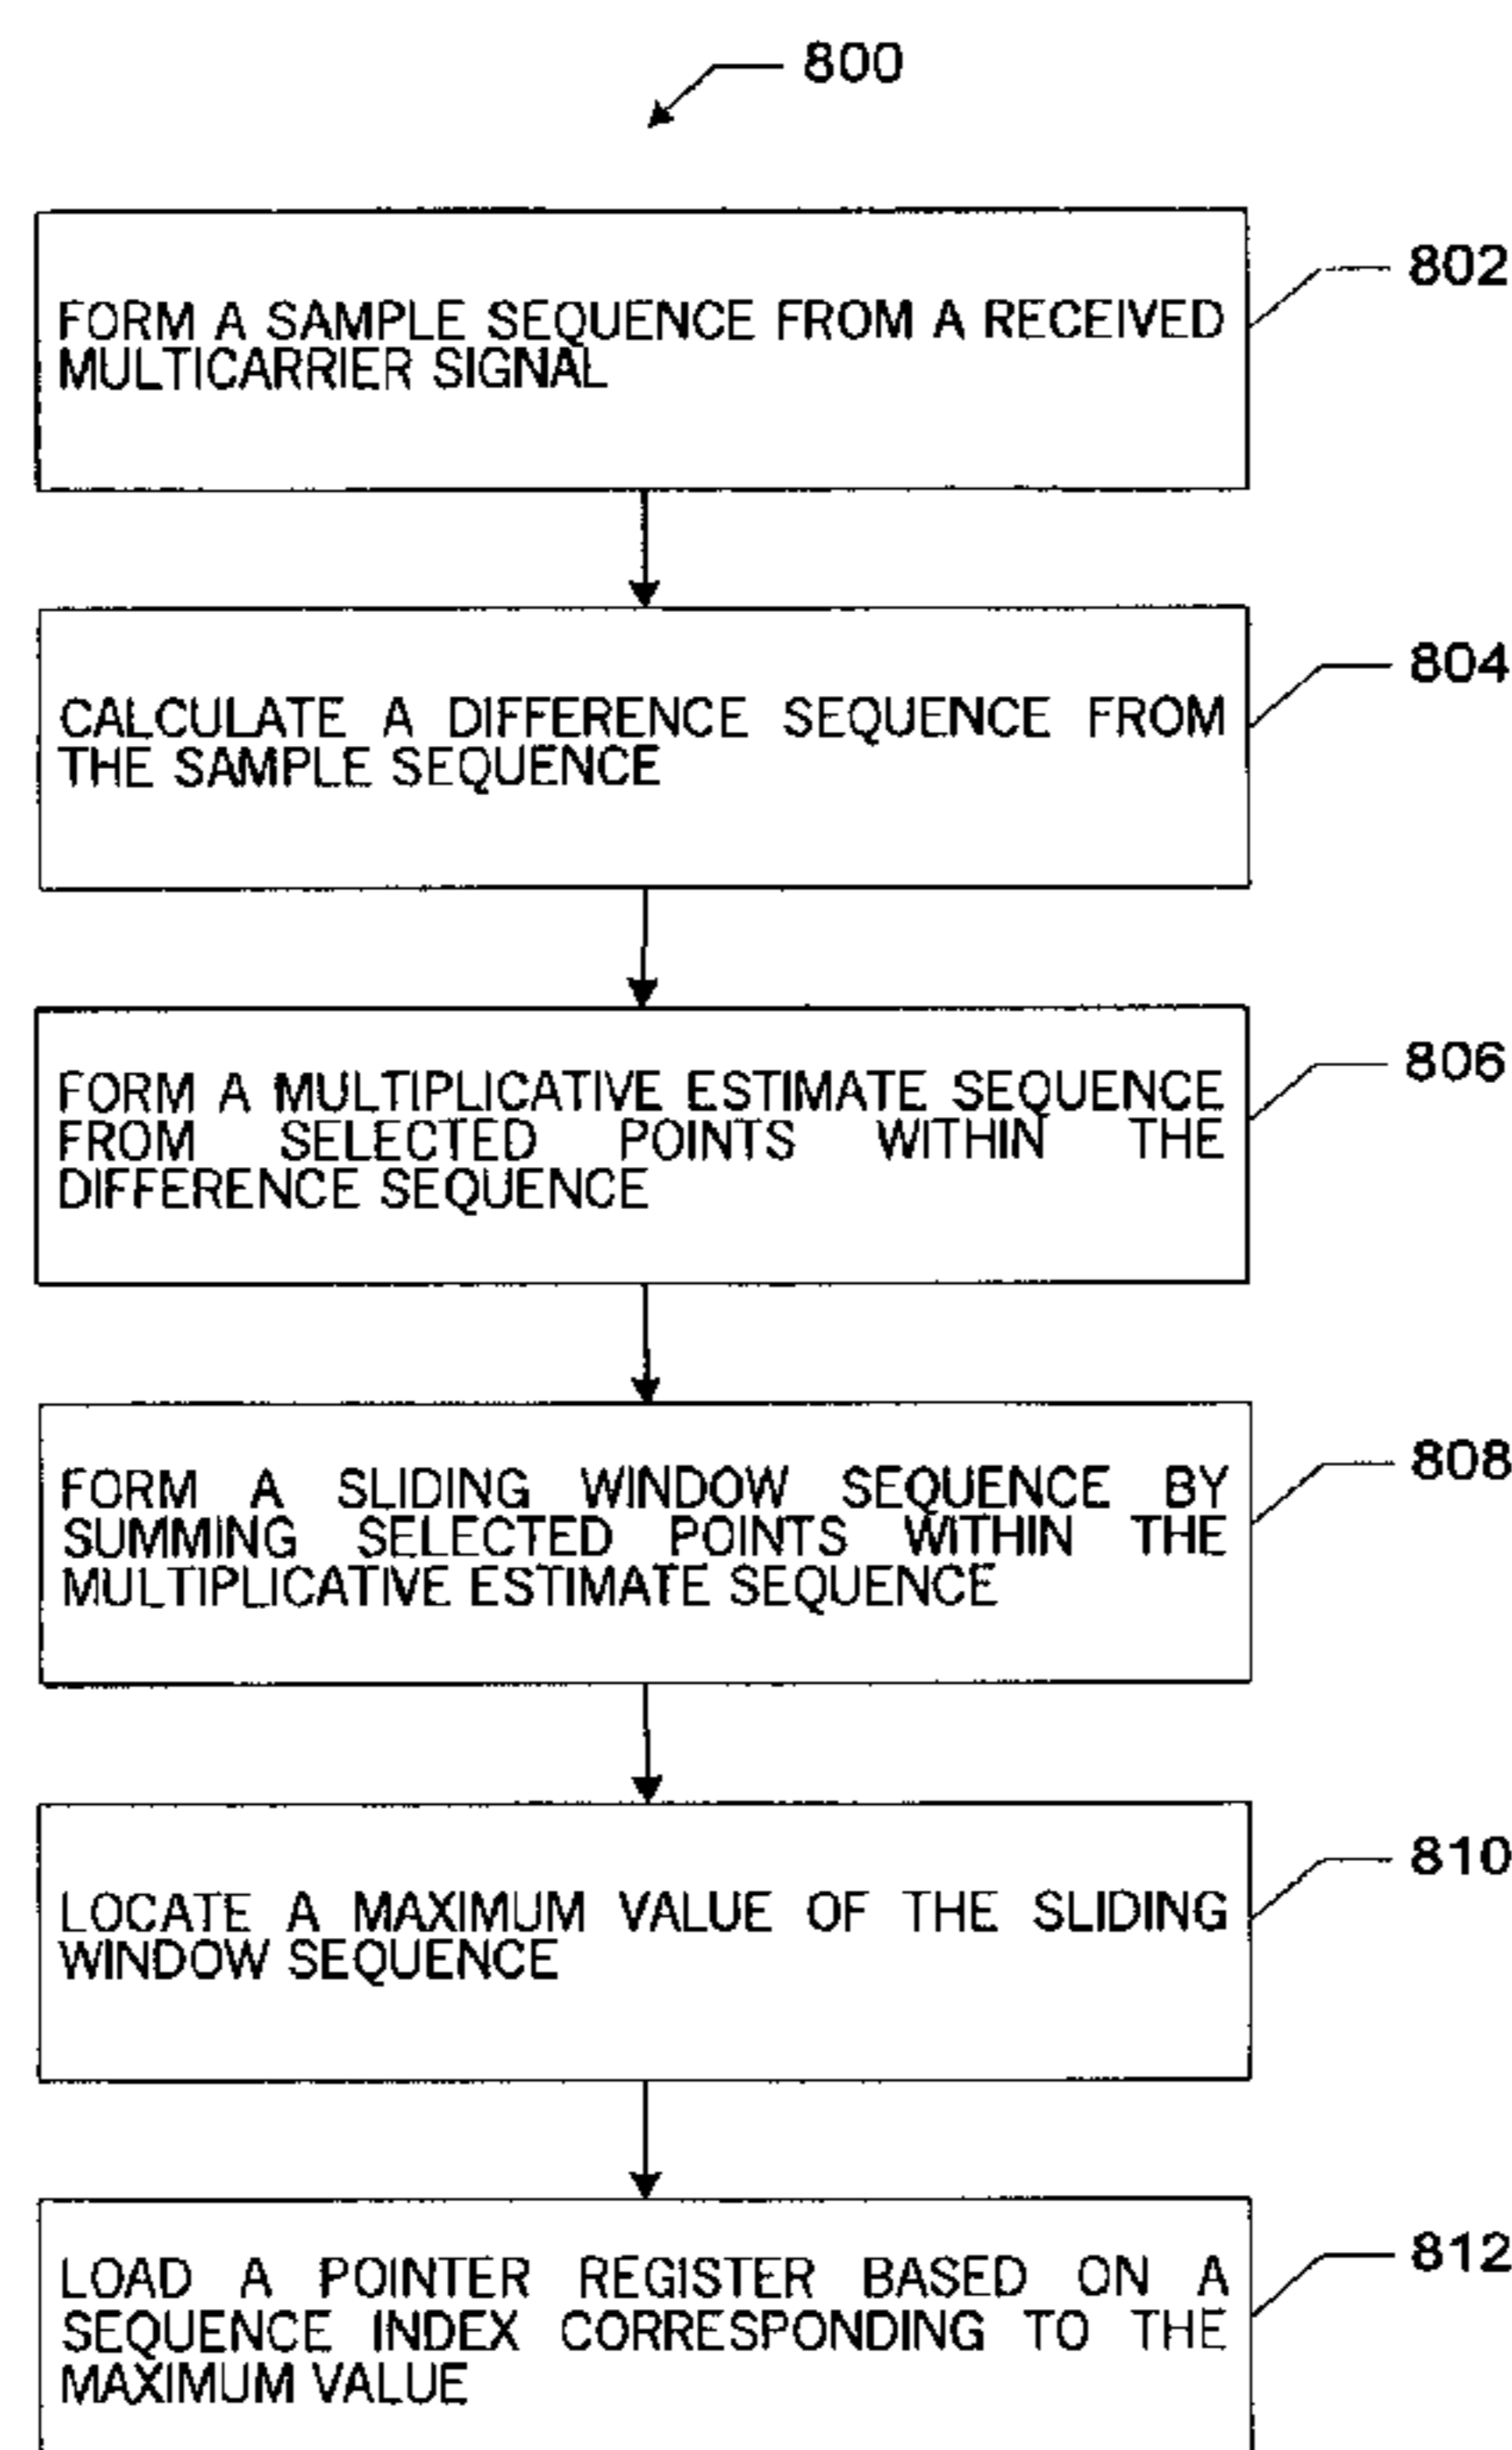 800
FORM A SAMPLE SEQUENCE FROM A RECEIVED
MULTICARRIER SIGNAL
802
CALCULATE A DIFFERENCE SEQUENCE FROM
THE SAMPLE SEQUENCE
804
FORM A MULTIPLICATIVE ESTIMATE SEQUENCE
FROM SELECTED POINTS WITHIN THE
DIFFERENCE SEQUENCE
806
FORM A SLIDING WINDOW SEQUENCE BY
SUMMING SELECTED POINTS WITHIN THE
MULTIPLICATIVE ESTIMATE SEQUENCE
808
LOCATE A MAXIMUM VALUE OF THE SLIDING
WINDOW SEQUENCE
810
LOAD A POINTER REGISTER BASED ON A
SEQUENCE INDEX CORRESPONDING TO THE
MAXIMUM VALUE
812